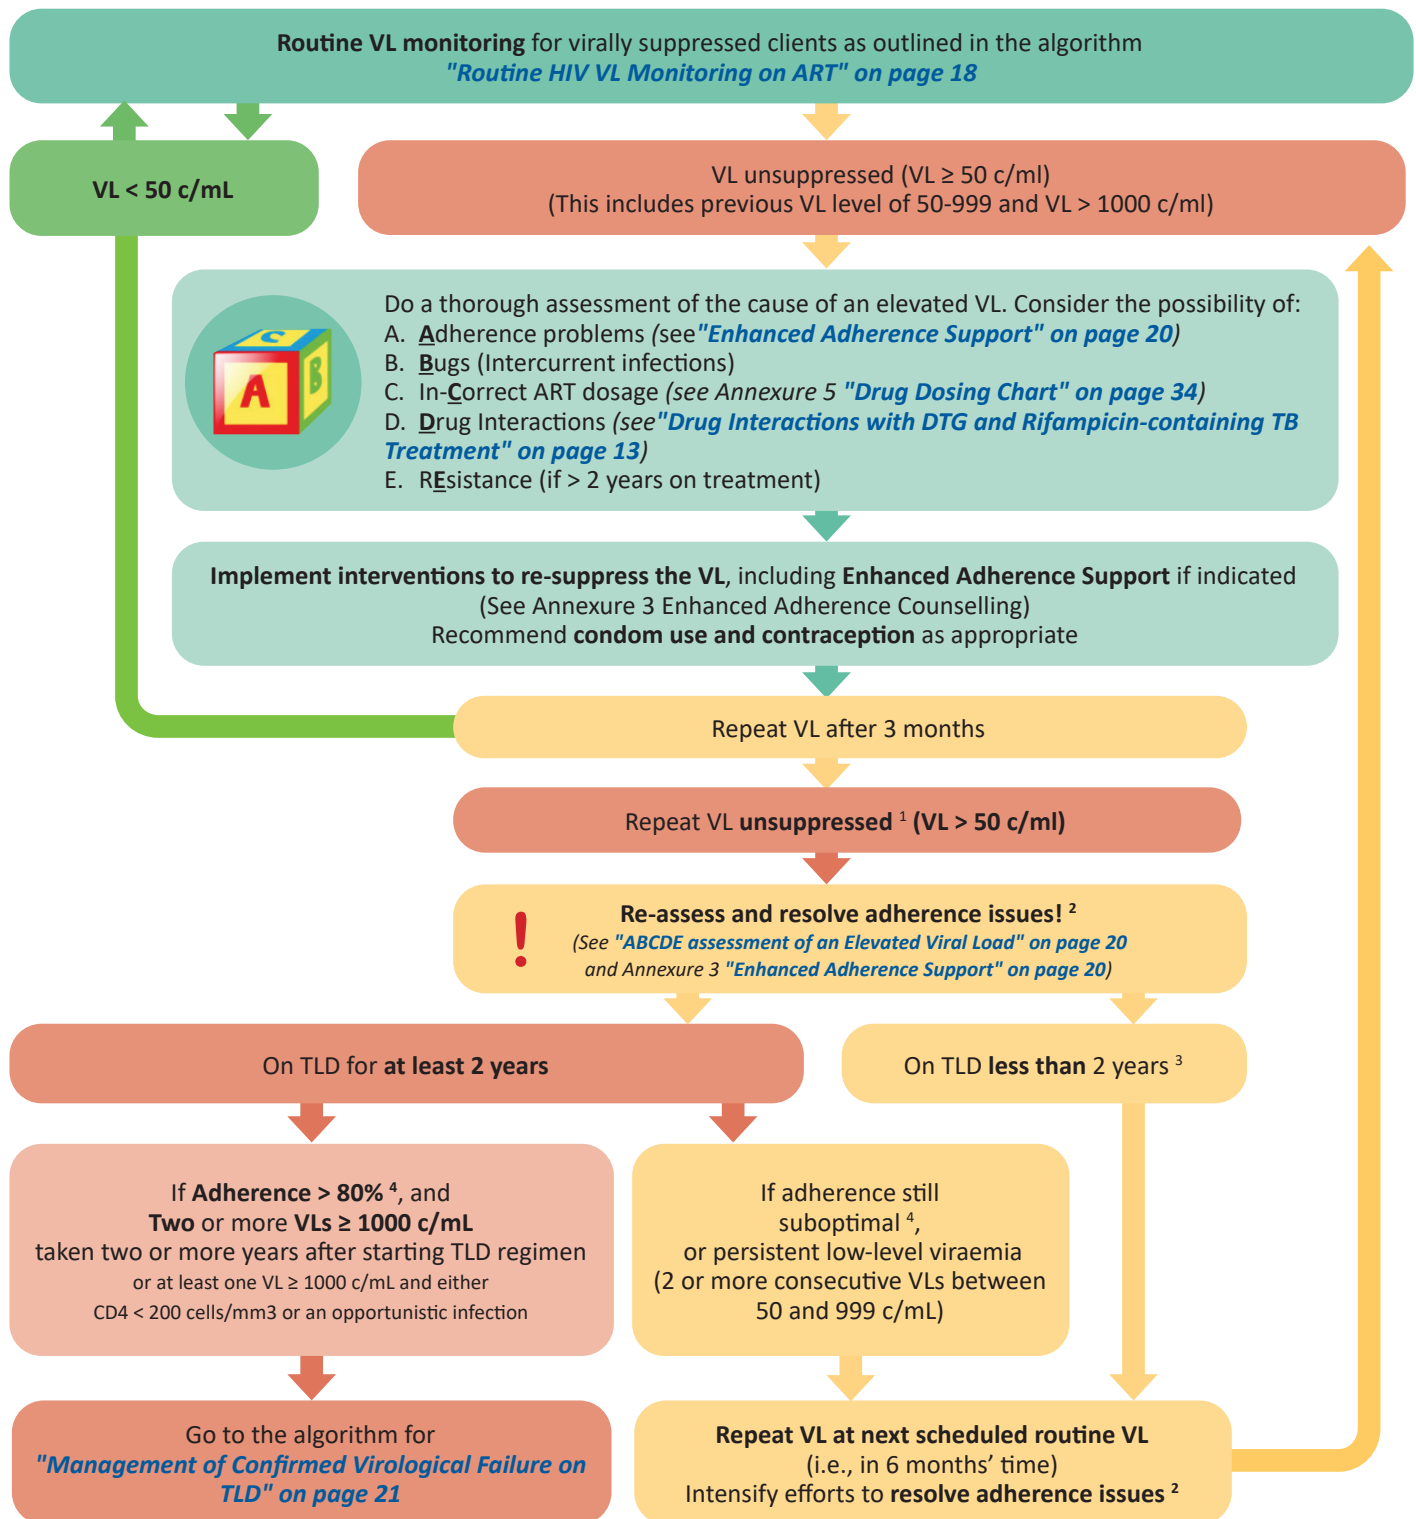 Routine VL monitoring for virally suppressed clients as outlined in the algorithm
"Routine HIV VL Monitoring on ART" on page 18
VL < 50 c/mL
VL unsuppressed (VL ≥ 50 c/ml)
(This includes previous VL level of 50-999 and VL > 1000 c/ml)
C
A
B
Do a thorough assessment of the cause of an elevated VL. Consider the possibility of:
A. Adherence problems (see"Enhanced Adherence Support" on page 20)
B. Bugs (Intercurrent infections)
C. In-Correct ART dosage (see Annexure 5 "Drug Dosing Chart" on page 34)
D. Drug Interactions (see"Drug Interactions with DTG and Rifampicin-containing TB
Treatment" on page 13)
E. REsistance (if > 2 years on treatment)
Implement interventions to re-suppress the VL, including Enhanced Adherence Support if indicated
(See Annexure 3 Enhanced Adherence Counselling)
Recommend condom use and contraception as appropriate
Repeat VL after 3 months
Repeat VL unsuppressed ¹ (VL > 50 c/ml)
!
Re-assess and resolve adherence issues! ²
(See "ABCDE assessment of an Elevated Viral Load" on page 20
and Annexure 3 "Enhanced Adherence Support" on page 20)
On TLD for at least 2 years
On TLD less than 2 years ³
If Adherence > 80% ⁴, and
Two or more VLs ≥ 1000 c/mL
taken two or more years after starting TLD regimen
or at least one VL ≥ 1000 c/mL and either
CD4 < 200 cells/mm3 or an opportunistic infection
If adherence still
suboptimal ⁴,
or persistent low-level viraemia
(2 or more consecutive VLs between
50 and 999 c/mL)
Go to the algorithm for
"Management of Confirmed Virological Failure on
TLD" on page 21
Repeat VL at next scheduled routine VL
(i.e., in 6 months’ time)
Intensify efforts to resolve adherence issues ²